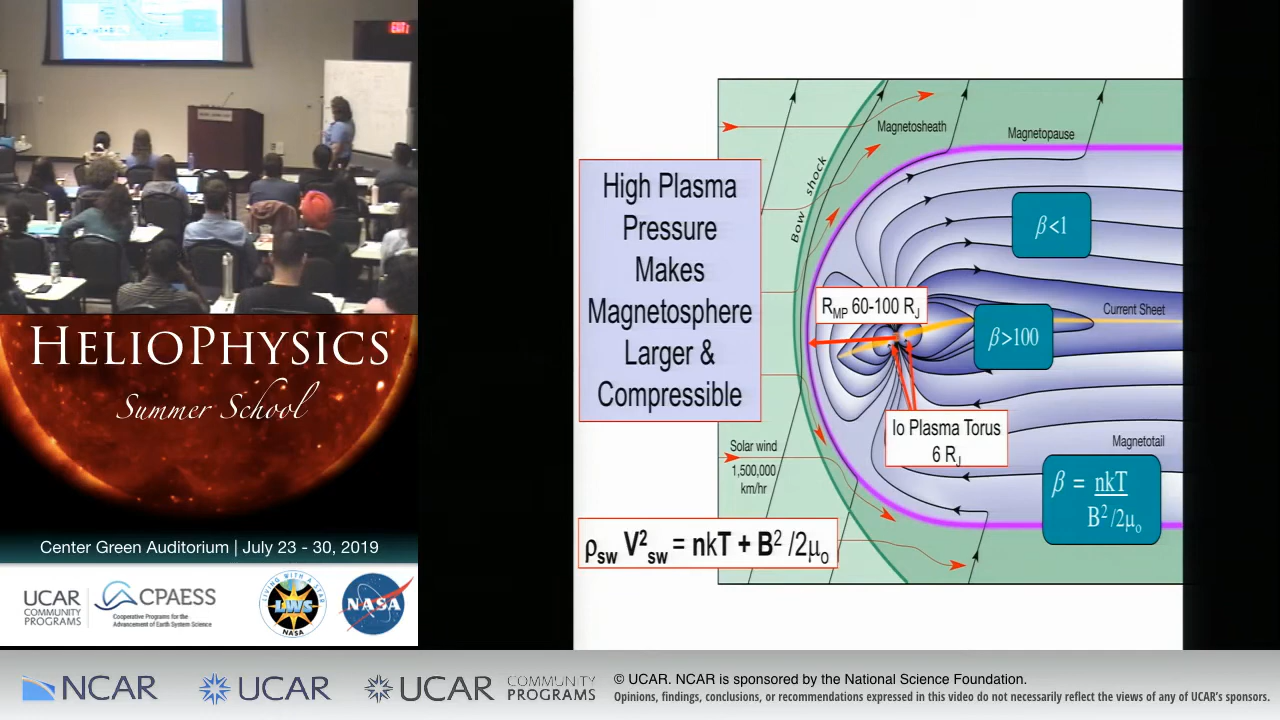 EXIT
HELIOPHYSICS
Summer School
Center Green Auditorium | July 23 - 30, 2019
UCAR
COMMUNITY
PROGRAMS
CPAESS
Cooperative Programs for the
Advancement of Earth System Science
LIVING WITH A STAR
LWS
NASA
NASA
High Plasma
Pressure
Makes
Magnetosphere
Larger &
Compressible
Bow shock
Magnetosheath
Magnetopause
β<1
R_MP 60-100 R_J
Current Sheet
β>100
Io Plasma Torus
6 R_J
Solar wind
1,500,000
km/hr
Magnetotail
β = nkT
B²/2μ₀
ρ_sw V²_sw = nkT + B²/2μ₀
NCAR
UCAR
UCAR
COMMUNITY
PROGRAMS
© UCAR. NCAR is sponsored by the National Science Foundation.
Opinions, findings, conclusions, or recommendations expressed in this video do not necessarily reflect the views of any of UCAR's sponsors.